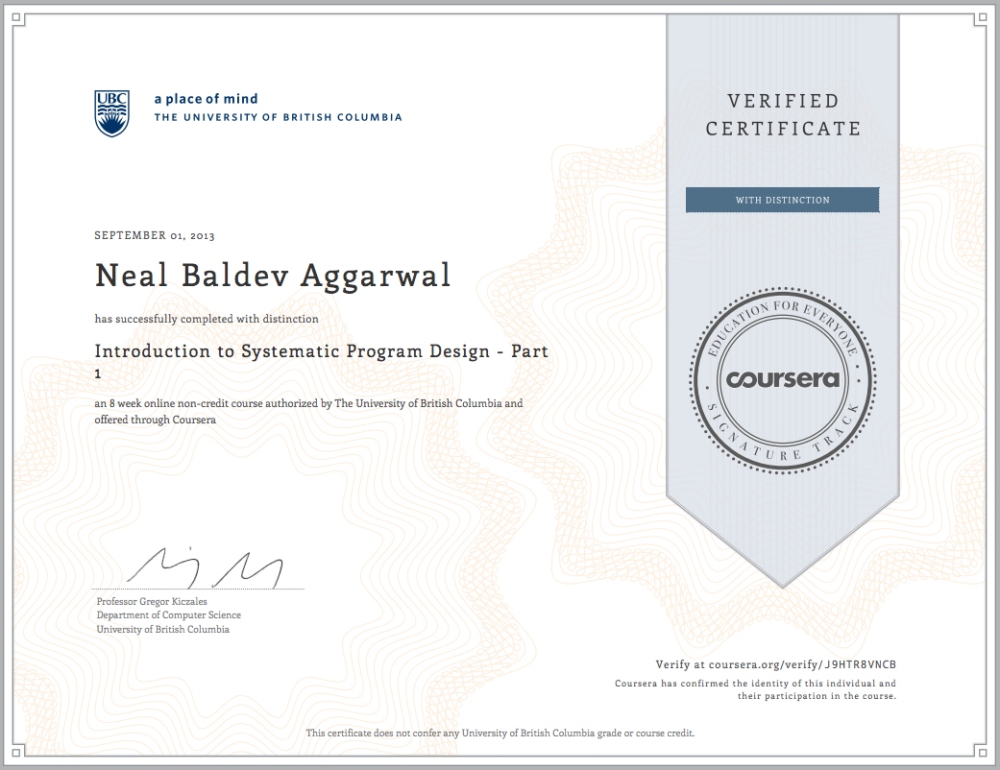 UBC
a place of mind
THE UNIVERSITY OF BRITISH COLUMBIA
VERIFIED
CERTIFICATE
WITH DISTINCTION
SEPTEMBER 01, 2013
Neal Baldev Aggarwal
has successfully completed with distinction
Introduction to Systematic Program Design - Part
1
an 8 week online non-credit course authorized by The University of British Columbia and
offered through Coursera
EDUCATION FOR EVERYONE
coursera
SIGNATURE TRACK
Professor Gregor Kiczales
Department of Computer Science
University of British Columbia
Verify at coursera.org/verify/J9HTR8VNCB
Coursera has confirmed the identity of this individual and
their participation in the course.
This certificate does not confer any University of British Columbia grade or course credit.